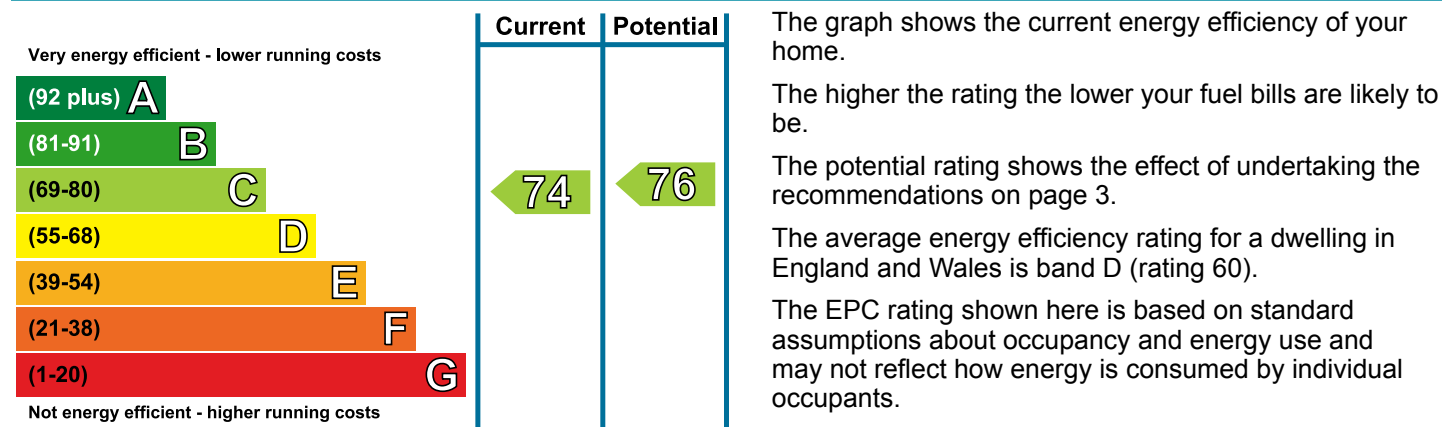 Current Potential
Very energy efficient - lower running costs
(92 plus) A
(81-91) B
(69-80) C
(55-68) D
(39-54) E
(21-38) F
(1-20) G
Not energy efficient - higher running costs
74
76
The graph shows the current energy efficiency of your
home.
The higher the rating the lower your fuel bills are likely to
be.
The potential rating shows the effect of undertaking the
recommendations on page 3.
The average energy efficiency rating for a dwelling in
England and Wales is band D (rating 60).
The EPC rating shown here is based on standard
assumptions about occupancy and energy use and
may not reflect how energy is consumed by individual
occupants.